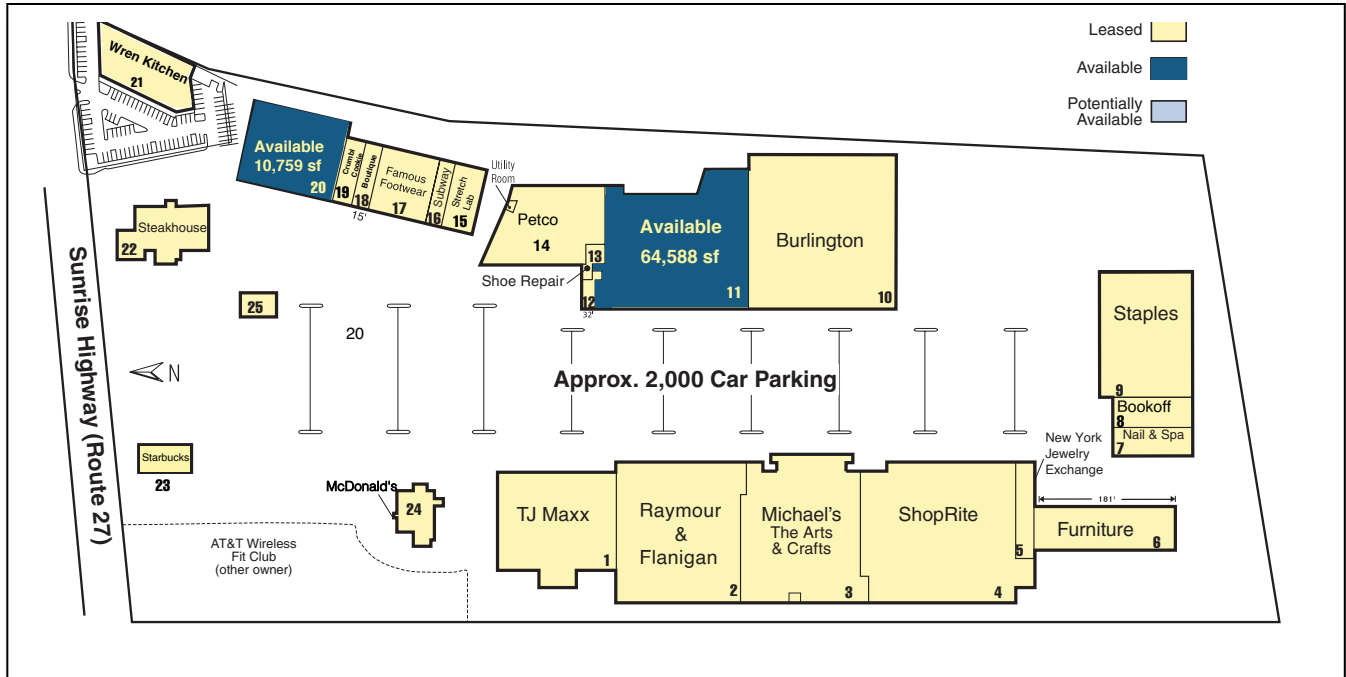 Leased
Available
Potentially
Available
Wren Kitchen
21
Available
10,759 sf
20
Crumbl
Cookie
19
Boutique
18
15'
Famous
Footwear
17
Subway
16
Stretch
Lab
15
Utility
Room
Petco
14
13
Shoe Repair
12
32'
Available
64,588 sf
11
Burlington
10
Steakhouse
22
25
20
N
Sunrise Highway (Route 27)
Approx. 2,000 Car Parking
Staples
9
Bookoff
8
Nail & Spa
7
Starbucks
23
McDonald's
24
AT&T Wireless
Fit Club
(other owner)
TJ Maxx
1
Raymour
&
Flanigan
2
Michael's
The Arts
& Crafts
3
ShopRite
4
5
New York
Jewelry
Exchange
181'
Furniture
6